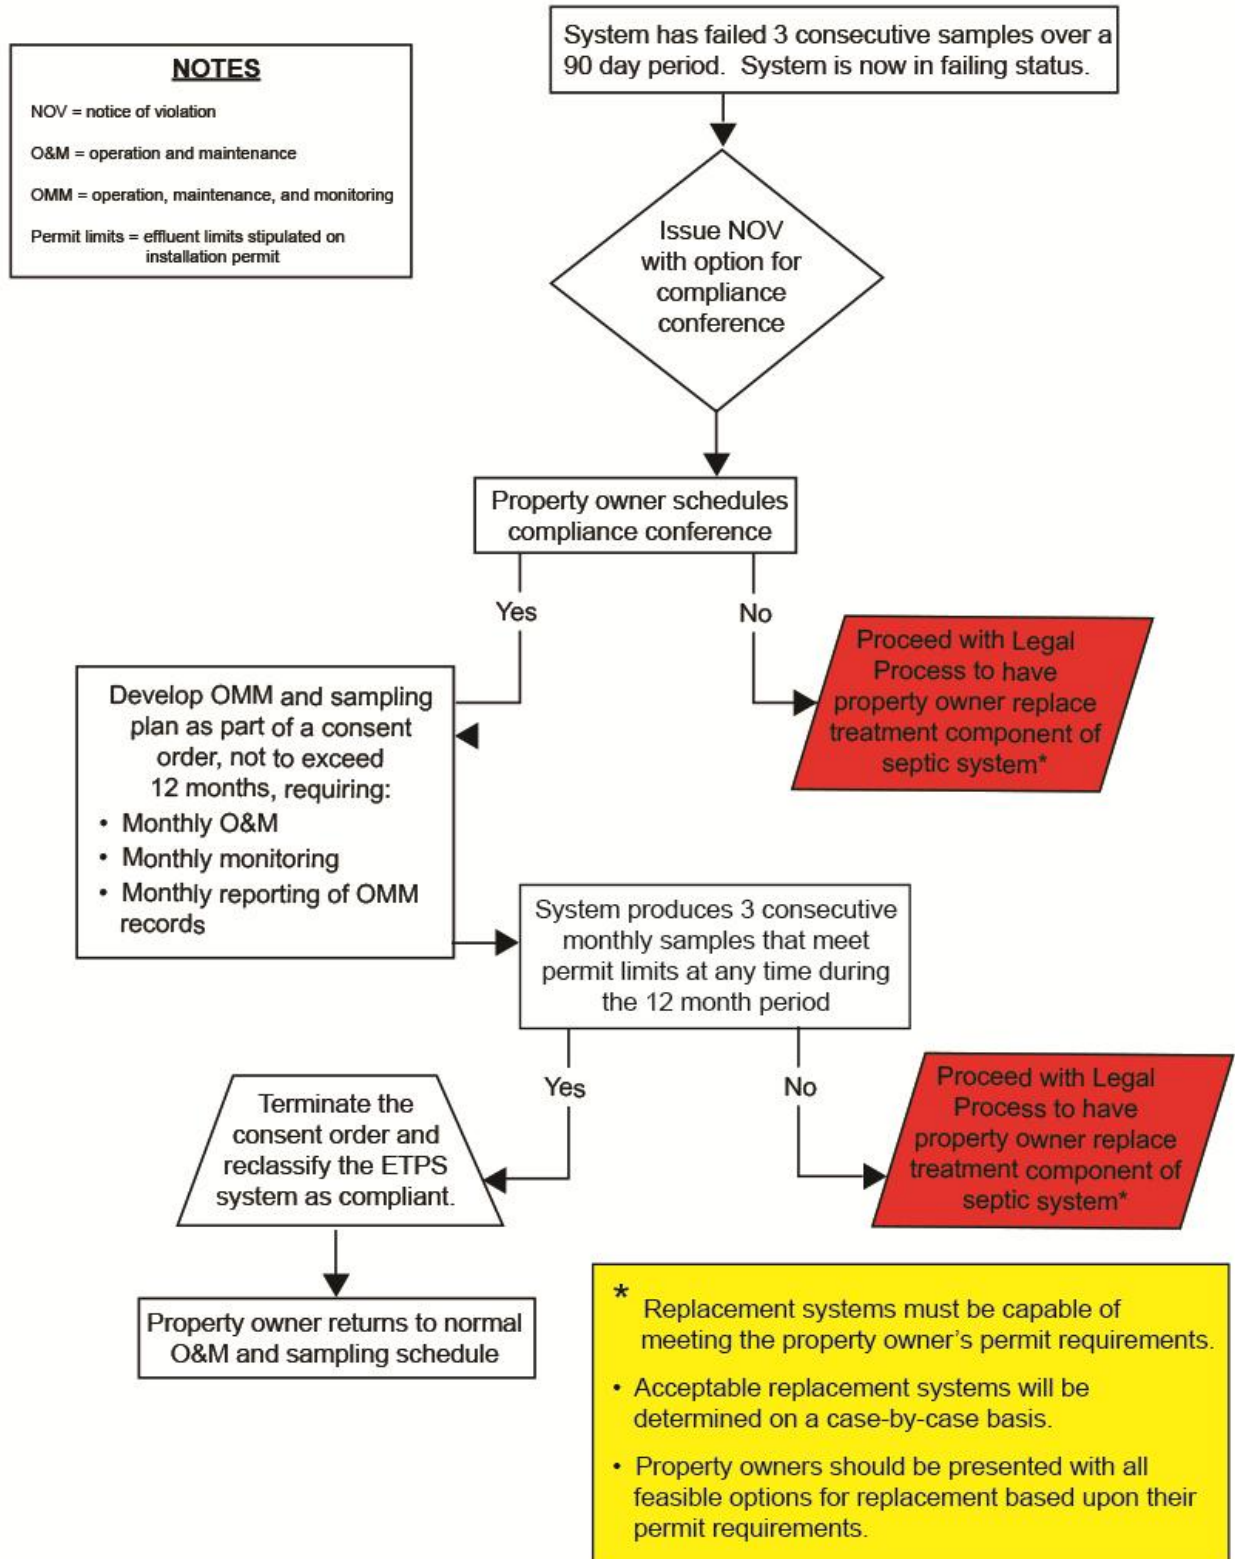 NOTES
NOV = notice of violation
O&M = operation and maintenance
OMM = operation, maintenance, and monitoring
Permit limits = effluent limits stipulated on
installation permit
System has failed 3 consecutive samples over a
90 day period.  System is now in failing status.
Issue NOV
with option for
compliance
conference
Property owner schedules
compliance conference
Yes
No
Proceed with Legal
Process to have
property owner replace
treatment component of
septic system*
Develop OMM and sampling
plan as part of a consent
order, not to exceed
12 months, requiring:
• Monthly O&M
• Monthly monitoring
• Monthly reporting of OMM
records
System produces 3 consecutive
monthly samples that meet
permit limits at any time during
the 12 month period
Yes
No
Terminate the
consent order and
reclassify the ETPS
system as compliant.
Proceed with Legal
Process to have
property owner replace
treatment component of
septic system*
Property owner returns to normal
O&M and sampling schedule
* Replacement systems must be capable of
meeting the property owner's permit requirements.
• Acceptable replacement systems will be
determined on a case-by-case basis.
• Property owners should be presented with all
feasible options for replacement based upon their
permit requirements.